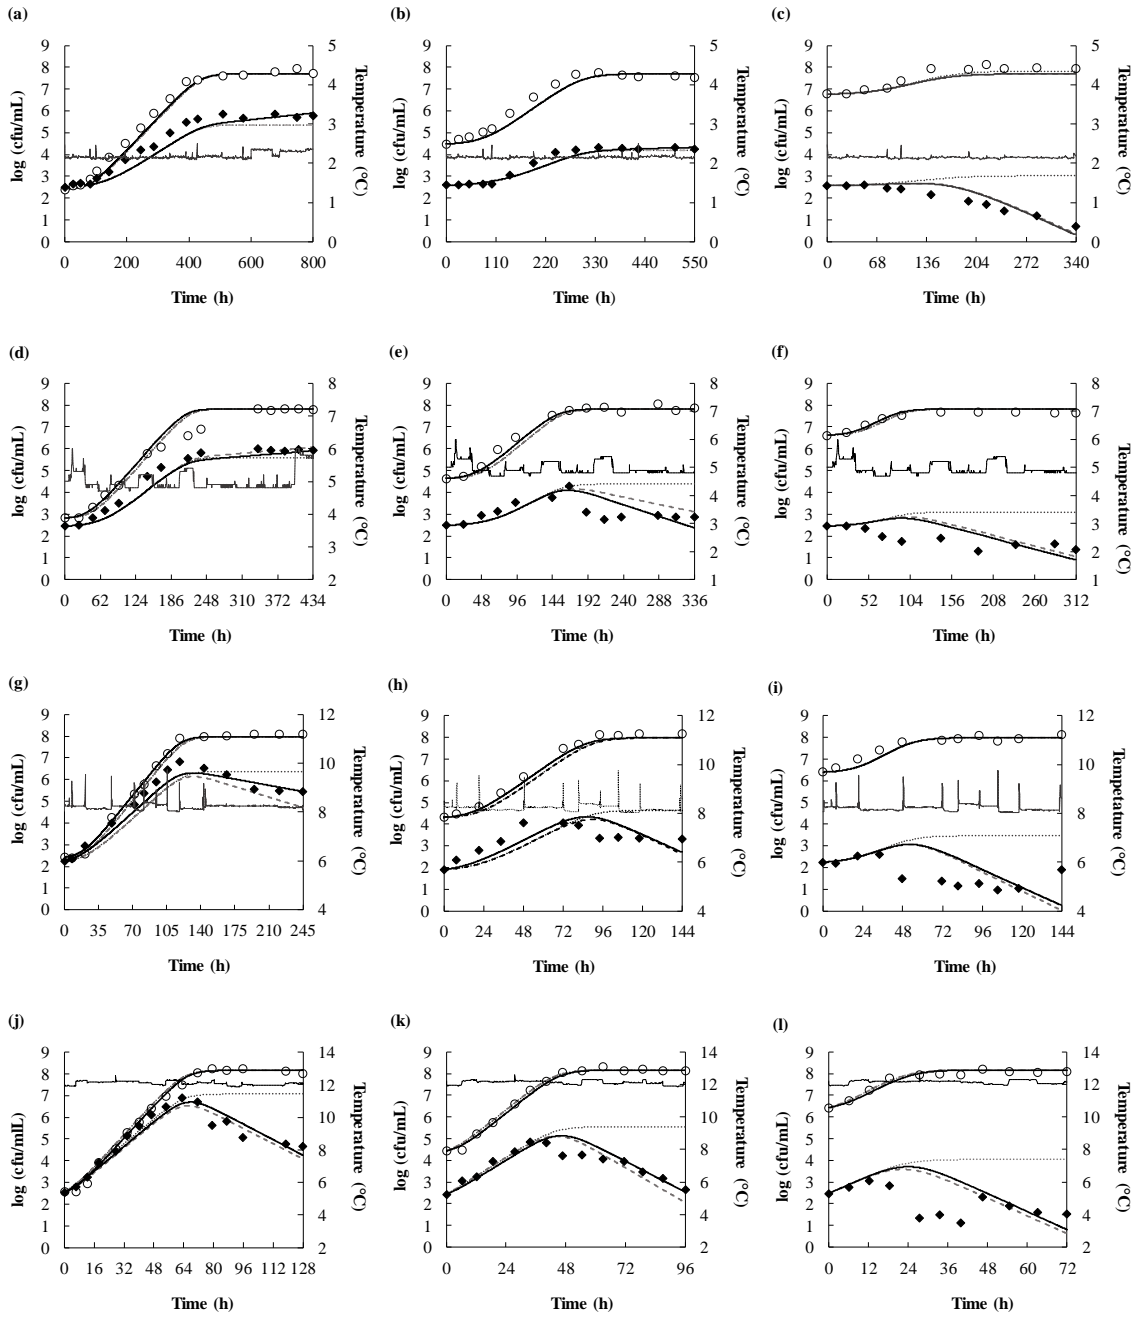 (a) (b) (c)
9 5 9 5 9 5
8 8 8
7 4 7 4 7 4
6 6 6
5 3 5 3 5 3
4 2 4 2 4 2
3 3 3
2 1 2 1 2 1
1 1 1
0 0 0 0 0 0
log (cfu/mL) Temperature (°C) log (cfu/mL) Temperature (°C) log (cfu/mL) Temperature (°C)
0 200 400 600 800 0 110 220 330 440 550 0 68 136 204 272 340
Time (h) Time (h) Time (h)
(d) (e) (f)
9 8 9 8 9 8
8 7 8 7 8 7
7 7 7
6 6 6 6 6 6
5 5 5 5 5 5
4 4 4
3 4 3 4 3 4
2 3 2 3 2 3
1 1 2 1 2
0 2 0 1 0 1
log (cfu/mL) Temperature (°C) log (cfu/mL) Temperature (°C) log (cfu/mL) Temperature (°C)
0 62 124 186 248 310 372 434 0 48 96 144 192 240 288 336 0 52 104 156 208 260 312
Time (h) Time (h) Time (h)
(g) (h) (i)
9 12 9 12 9 12
8 8 8
7 10 7 10 7 10
6 6 6
5 8 5 8 5 8
4 4 4
3 6 3 6 3 6
2 2 2
1 1 1
0 4 0 4 0 4
log (cfu/mL) Temperature (°C) log (cfu/mL) Temperature (°C) log (cfu/mL) Tempetarure (°C)
0 35 70 105 140 175 210 245 0 24 48 72 96 120 144 0 24 48 72 96 120 144
Time (h) Time (h) Time (h)
(j) (k) (l)
9 14 9 14 9 14
8 12 8 12 8 12
7 7 7
6 10 6 10 6 10
5 8 5 8 5 8
4 4 4
3 6 3 6 3 6
2 4 2 4 2 4
1 1 1
0 2 0 2 0 2
log (cfu/mL) Temperature (°C) log (cfu/mL) Temperature (°C) log (cfu/mL) Temperature (°C)
0 16 32 48 64 80 96 112 128 0 24 48 72 96 0 12 24 36 48 60 72
Time (h) Time (h) Time (h)